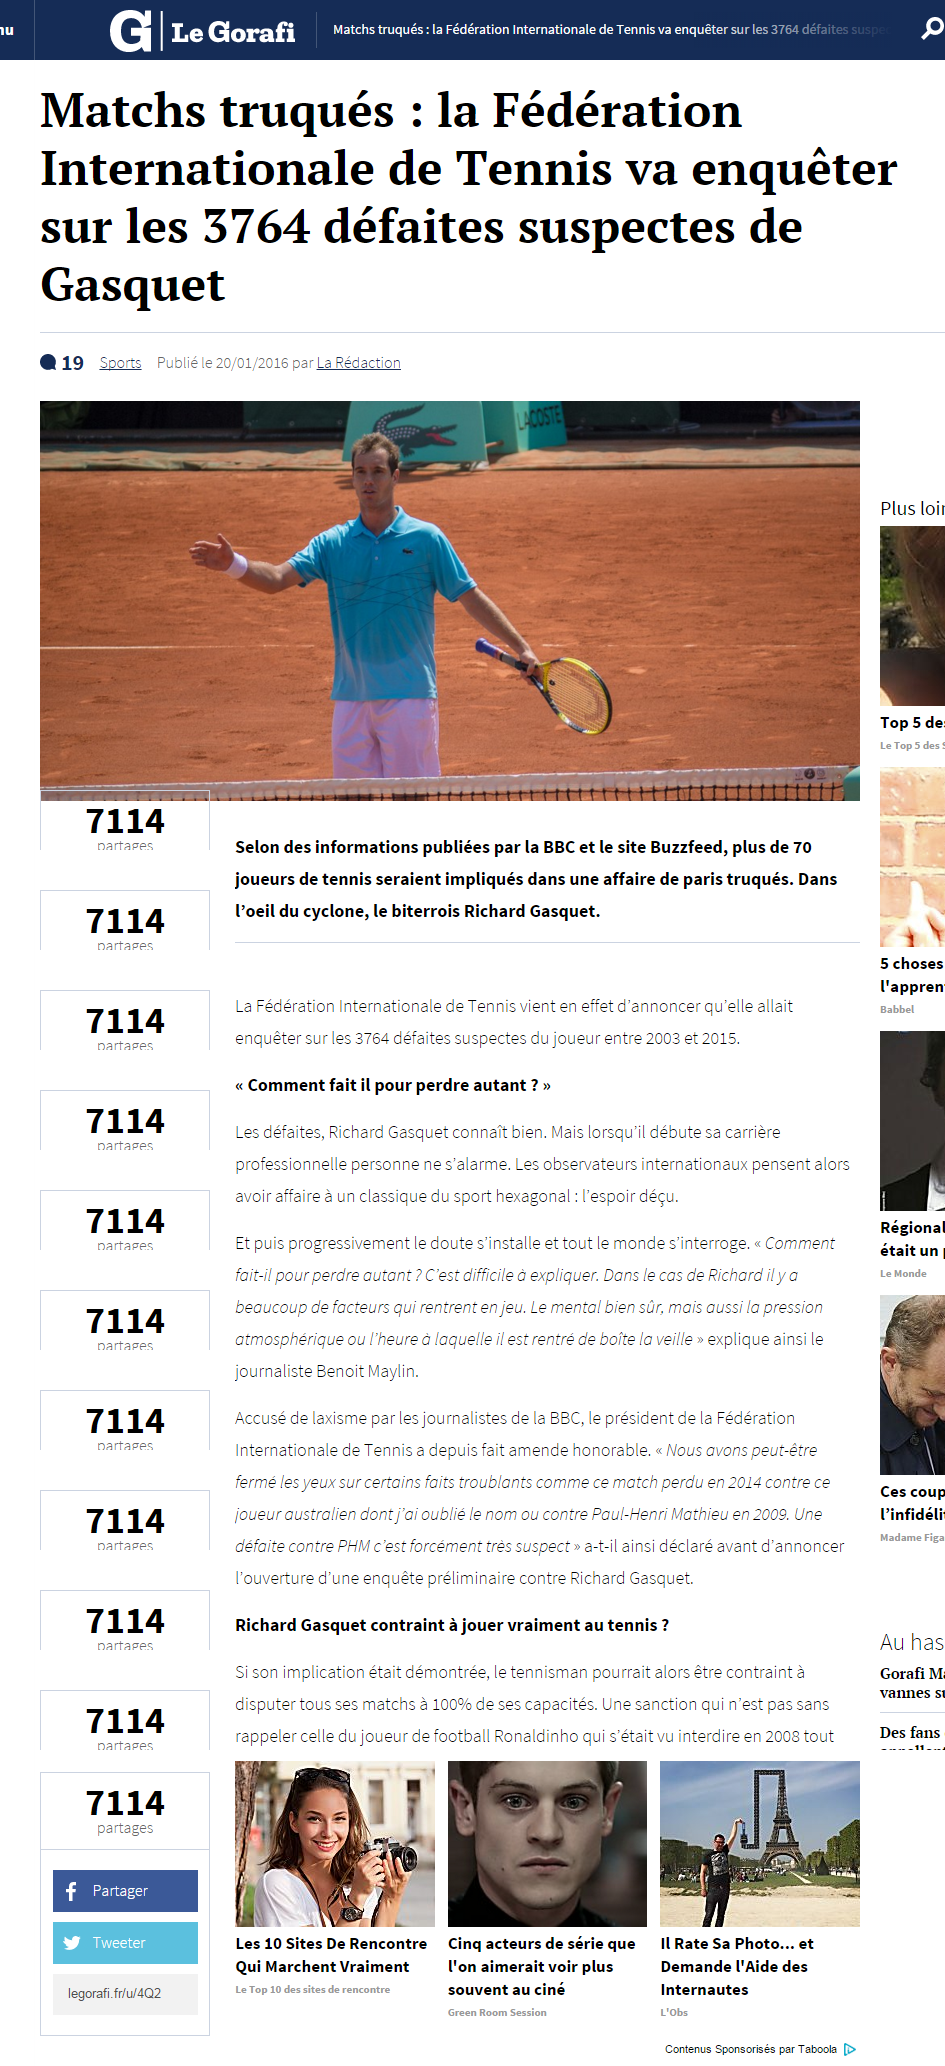 nu
G Le Gorafi
Matchs truqués : la Fédération Internationale de Tennis va enquêter sur les 3764 défaites suspe
Matchs truqués : la Fédération
Internationale de Tennis va enquêter
sur les 3764 défaites suspectes de
Gasquet
19 Sports Publié le 20/01/2016 par La Rédaction
LACOSTE
7114
partages
Selon des informations publiées par la BBC et le site Buzzfeed, plus de 70
joueurs de tennis seraient impliqués dans une affaire de paris truqués. Dans
l’oeil du cyclone, le biterrois Richard Gasquet.
7114
partages
7114
partages
La Fédération Internationale de Tennis vient en effet d’annoncer qu’elle allait
enquêter sur les 3764 défaites suspectes du joueur entre 2003 et 2015.
« Comment fait il pour perdre autant ? »
7114
partages
Les défaites, Richard Gasquet connaît bien. Mais lorsqu’il débute sa carrière
professionnelle personne ne s’alarme. Les observateurs internationaux pensent alors
avoir affaire à un classique du sport hexagonal : l’espoir déçu.
7114
partages
Et puis progressivement le doute s’installe et tout le monde s’interroge. « Comment
fait-il pour perdre autant ? C’est difficile à expliquer. Dans le cas de Richard il y a
beaucoup de facteurs qui rentrent en jeu. Le mental bien sûr, mais aussi la pression
atmosphérique ou l’heure à laquelle il est rentré de boîte la veille » explique ainsi le
journaliste Benoit Maylin.
7114
partages
7114
partages
Accusé de laxisme par les journalistes de la BBC, le président de la Fédération
Internationale de Tennis a depuis fait amende honorable. « Nous avons peut-être
fermé les yeux sur certains faits troublants comme ce match perdu en 2014 contre ce
joueur australien dont j’ai oublié le nom ou contre Paul-Henri Mathieu en 2009. Une
défaite contre PHM c’est forcément très suspect » a-t-il ainsi déclaré avant d’annoncer
l’ouverture d’une enquête préliminaire contre Richard Gasquet.
7114
partages
7114
partages
Richard Gasquet contraint à jouer vraiment au tennis ?
Si son implication était démontrée, le tennisman pourrait alors être contraint à
disputer tous ses matchs à 100% de ses capacités. Une sanction qui n’est pas sans
rappeler celle du joueur de football Ronaldinho qui s’était vu interdire en 2008 tout
7114
partages
7114
partages
Partager
Tweeter
legorafi.fr/u/4Q2
Les 10 Sites De Rencontre
Qui Marchent Vraiment
Le Top 10 des sites de rencontre
Cinq acteurs de série que
l'on aimerait voir plus
souvent au ciné
Green Room Session
Il Rate Sa Photo... et
Demande l'Aide des
Internautes
L'Obs
Contenus Sponsorisés par Taboola
Plus loin
Top 5 des
Le Top 5 des S
5 choses
l'appren
Babbel
Régional
était un p
Le Monde
Ces coup
l’infidélit
Madame Figa
Au has
Gorafi Ma
vannes su
Des fans